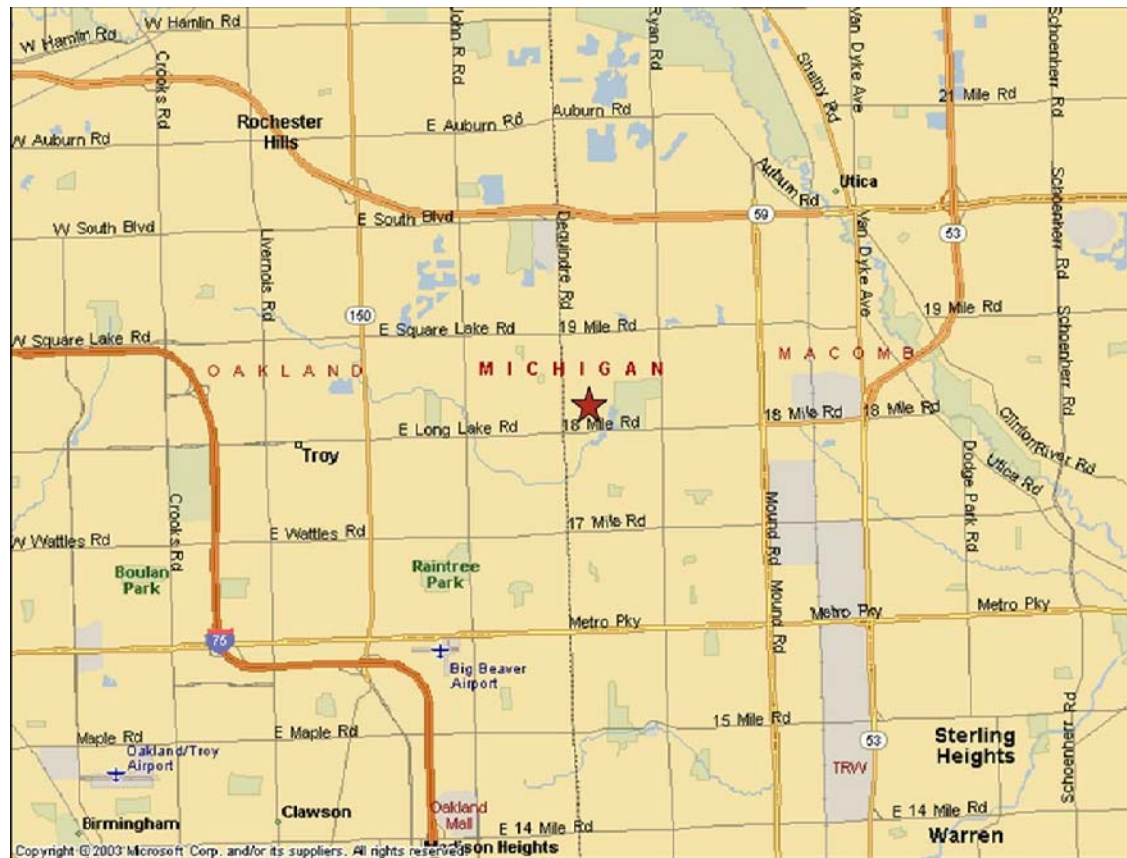 W Hamlin Rd
W Hamlin Rd
Crooks Rd
John R Rd
Ryan Rd
Shelby Rd
Van Dyke Ave
Schoenherr Rd
21 Mile Rd
Rochester
Hills
E Auburn Rd
Auburn Rd
W Auburn Rd
Auburn Rd
Utica
Schoenherr Rd
E South Blvd
W South Blvd
59
53
Livernois Rd
Dequindre Rd
Van Dyke Ave
150
W Square Lake Rd
E Square Lake Rd
19 Mile Rd
19 Mile Rd
Schoenherr Rd
OAKLAND
MICHIGAN
MACOMB
E Long Lake Rd
18 Mile Rd
18 Mile Rd
18 Mile Rd
Troy
Clinton River Rd
Utica Rd
Dodge Park Rd
Crooks Rd
Mound Rd
W Wattles Rd
E Wattles Rd
17 Mile Rd
Boulan
Park
Raintree
Park
Mound Rd
Metro Pky
Metro Pky
Metro Pky
75
Big Beaver
Airport
Maple Rd
E Maple Rd
15 Mile Rd
Schoenherr Rd
Oakland/Troy
Airport
53
Sterling
Heights
TRW
Birmingham
Clawson
Oakland
Mall
E 14 Mile Rd
E 14 Mile Rd
Warren
Madison Heights
Copyright © 2003 Microsoft Corp. and/or its suppliers. All rights reserved.